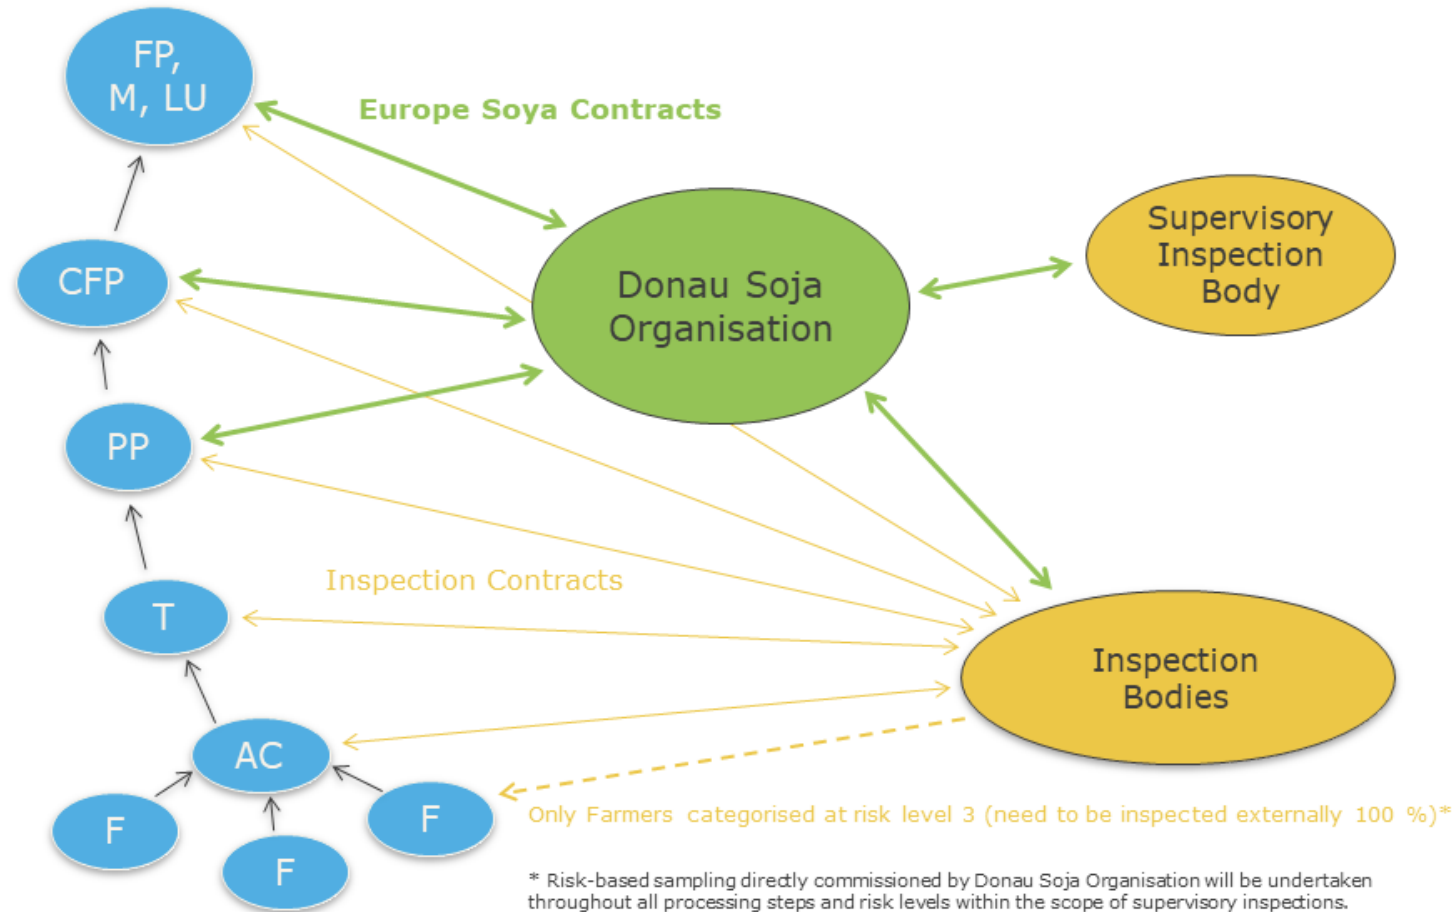 FP,
M, LU
Europe Soya Contracts
Supervisory
Inspection
Body
CFP
Donau Soja
Organisation
PP
Inspection Contracts
T
Inspection
Bodies
AC
F
F
F
Only Farmers categorised at risk level 3 (need to be inspected externally 100 %)*
* Risk-based sampling directly commissioned by Donau Soja Organisation will be undertaken
throughout all processing steps and risk levels within the scope of supervisory inspections.